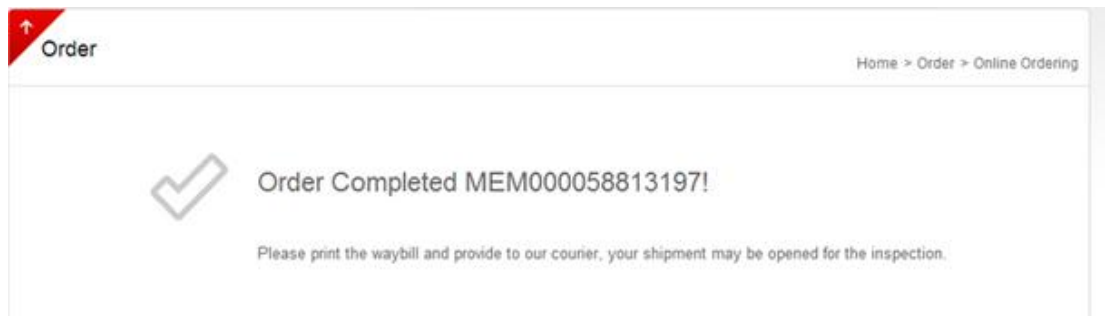 Order
Home > Order > Online Ordering
Order Completed MEM000058813197!
Please print the waybill and provide to our courier, your shipment may be opened for the inspection.